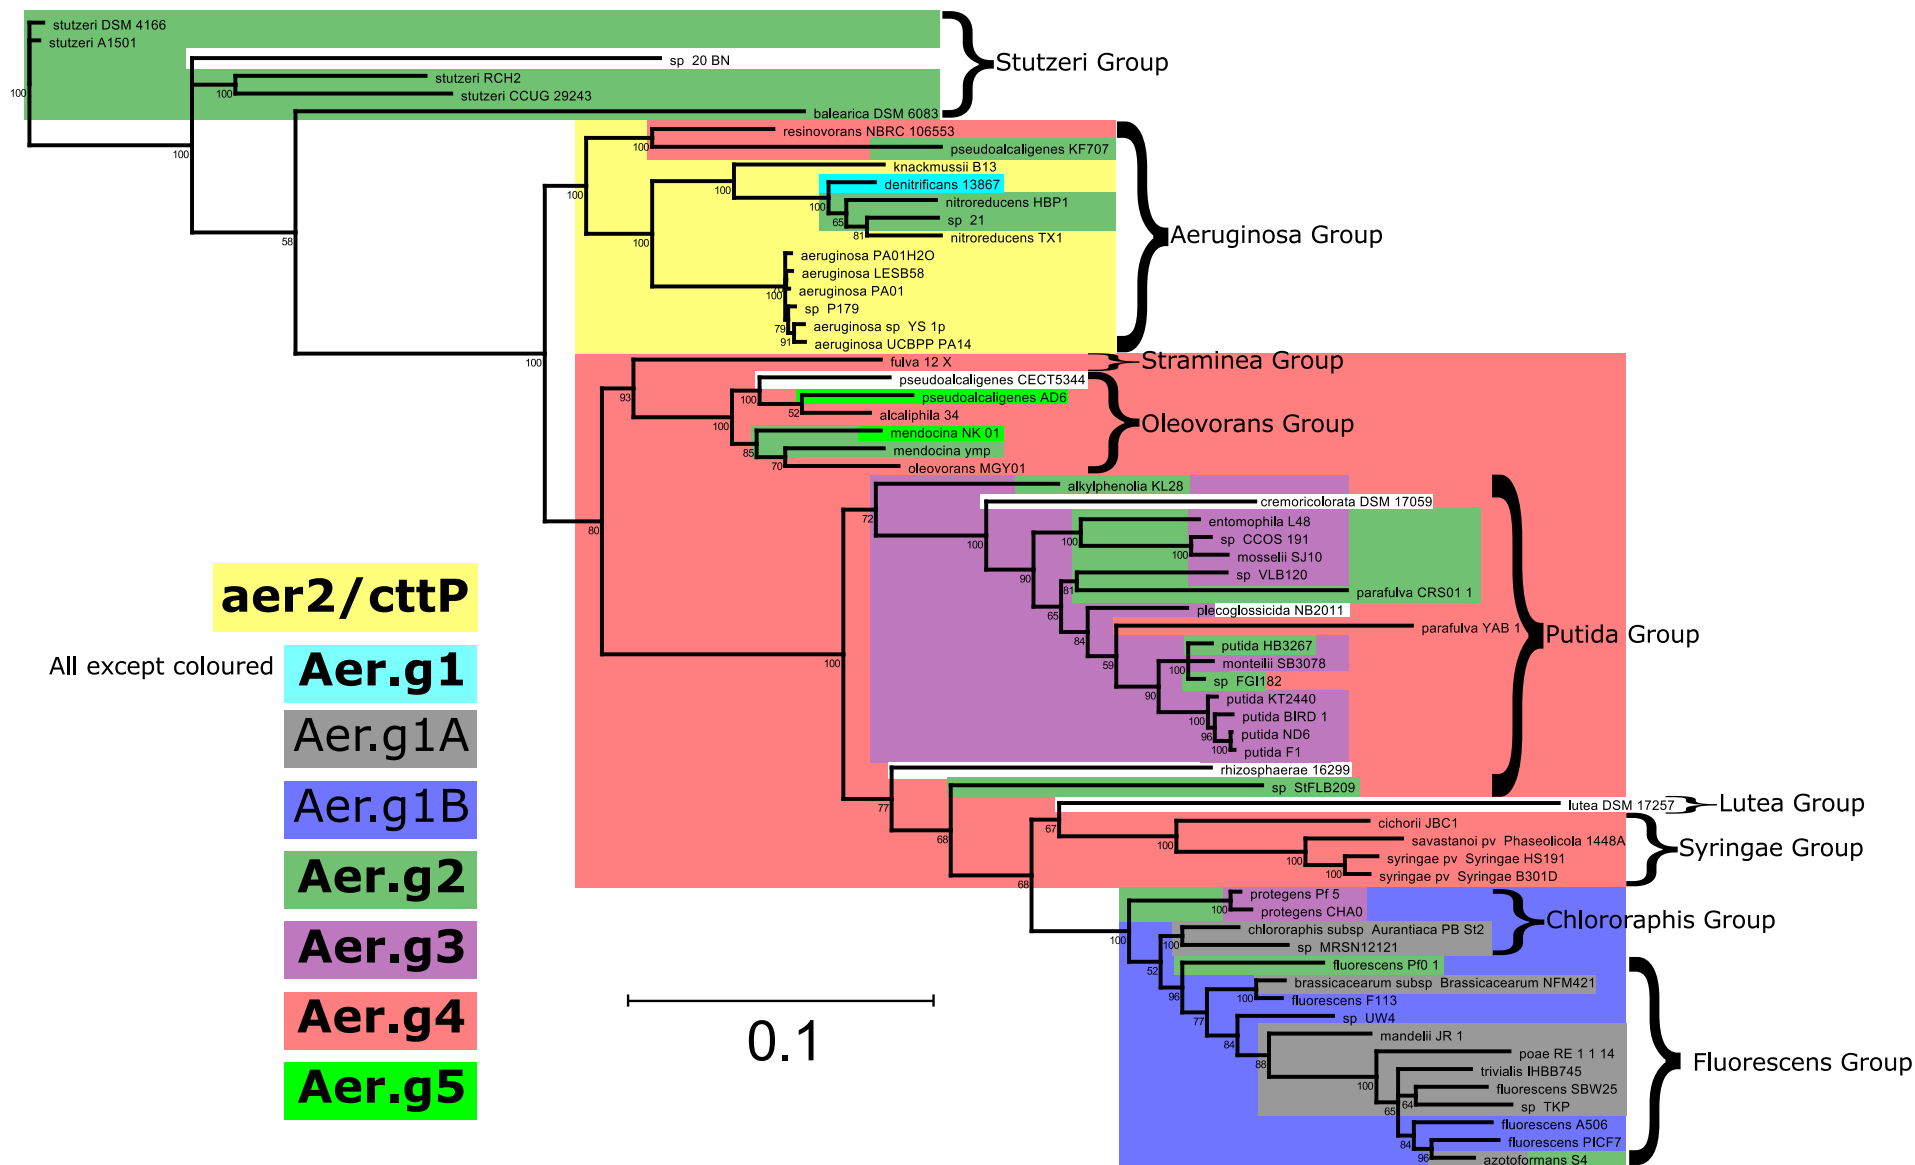 stutzeri DSM 4166
stutzeri A1501
100
sp 20 BN
Stutzeri Group
stutzeri RCH2
100
stutzeri CCUG 29243
balearica DSM 6083
100
resinovorans NBRC 106553
100
pseudoalcaligenes KF707
knackmussii B13
100
denitrificans 13867
100
100
nitroreducens HBP1
65
sp 21
81
nitroreducens TX1
Aeruginosa Group
58
100
aeruginosa PA01H2O
aeruginosa LESB58
aeruginosa PA01
100
sp P179
79
aeruginosa sp YS 1p
91
aeruginosa UCBPP PA14
100
fulva 12 X
Straminea Group
pseudoalcaligenes CECT5344
93
100
pseudoalcaligenes AD6
52
alcaliphila 34
100
Oleovorans Group
mendocina NK 01
85
mendocina ymp
70
oleovorans MGY01
alkylphenolia KL28
cremoricolorata DSM 17059
72
entomophila L48
80
100
100
sp CCOS 191
100
mosselii SJ10
90
sp VLB120
81
parafulva CRS01 1
65
plecoglossicida NB2011
parafulva YAB 1
84
Putida Group
putida HB3267
59
100
monteilii SB3078
100
sp FGI182
90
putida KT2440
100
putida BIRD 1
96
putida ND6
100
putida F1
rhizosphaerae 16299
77
sp StFLB209
lutea DSM 17257
Lutea Group
68
67
cichorii JBC1
100
savastanoi pv Phaseolicola 1448A
Syringae Group
100
syringae pv Syringae HS191
100
syringae pv Syringae B301D
68
protegens Pf 5
100
protegens CHA0
Chlororaphis Group
100
chlororaphis subsp Aurantiaca PB St2
100
sp MRSN12121
52
fluorescens Pf0 1
96
brassicacearum subsp Brassicacearum NFM421
100
fluorescens F113
77
sp UW4
84
mandelii JR 1
88
poae RE 1 1 14
Fluorescens Group
100
trivialis IHBB745
64
fluorescens SBW25
65
sp TKP
fluorescens A506
84
fluorescens PICF7
96
azotoformans S4
aer2/cttP
All except coloured
Aer.g1
Aer.g1A
Aer.g1B
Aer.g2
Aer.g3
Aer.g4
Aer.g5
0.1